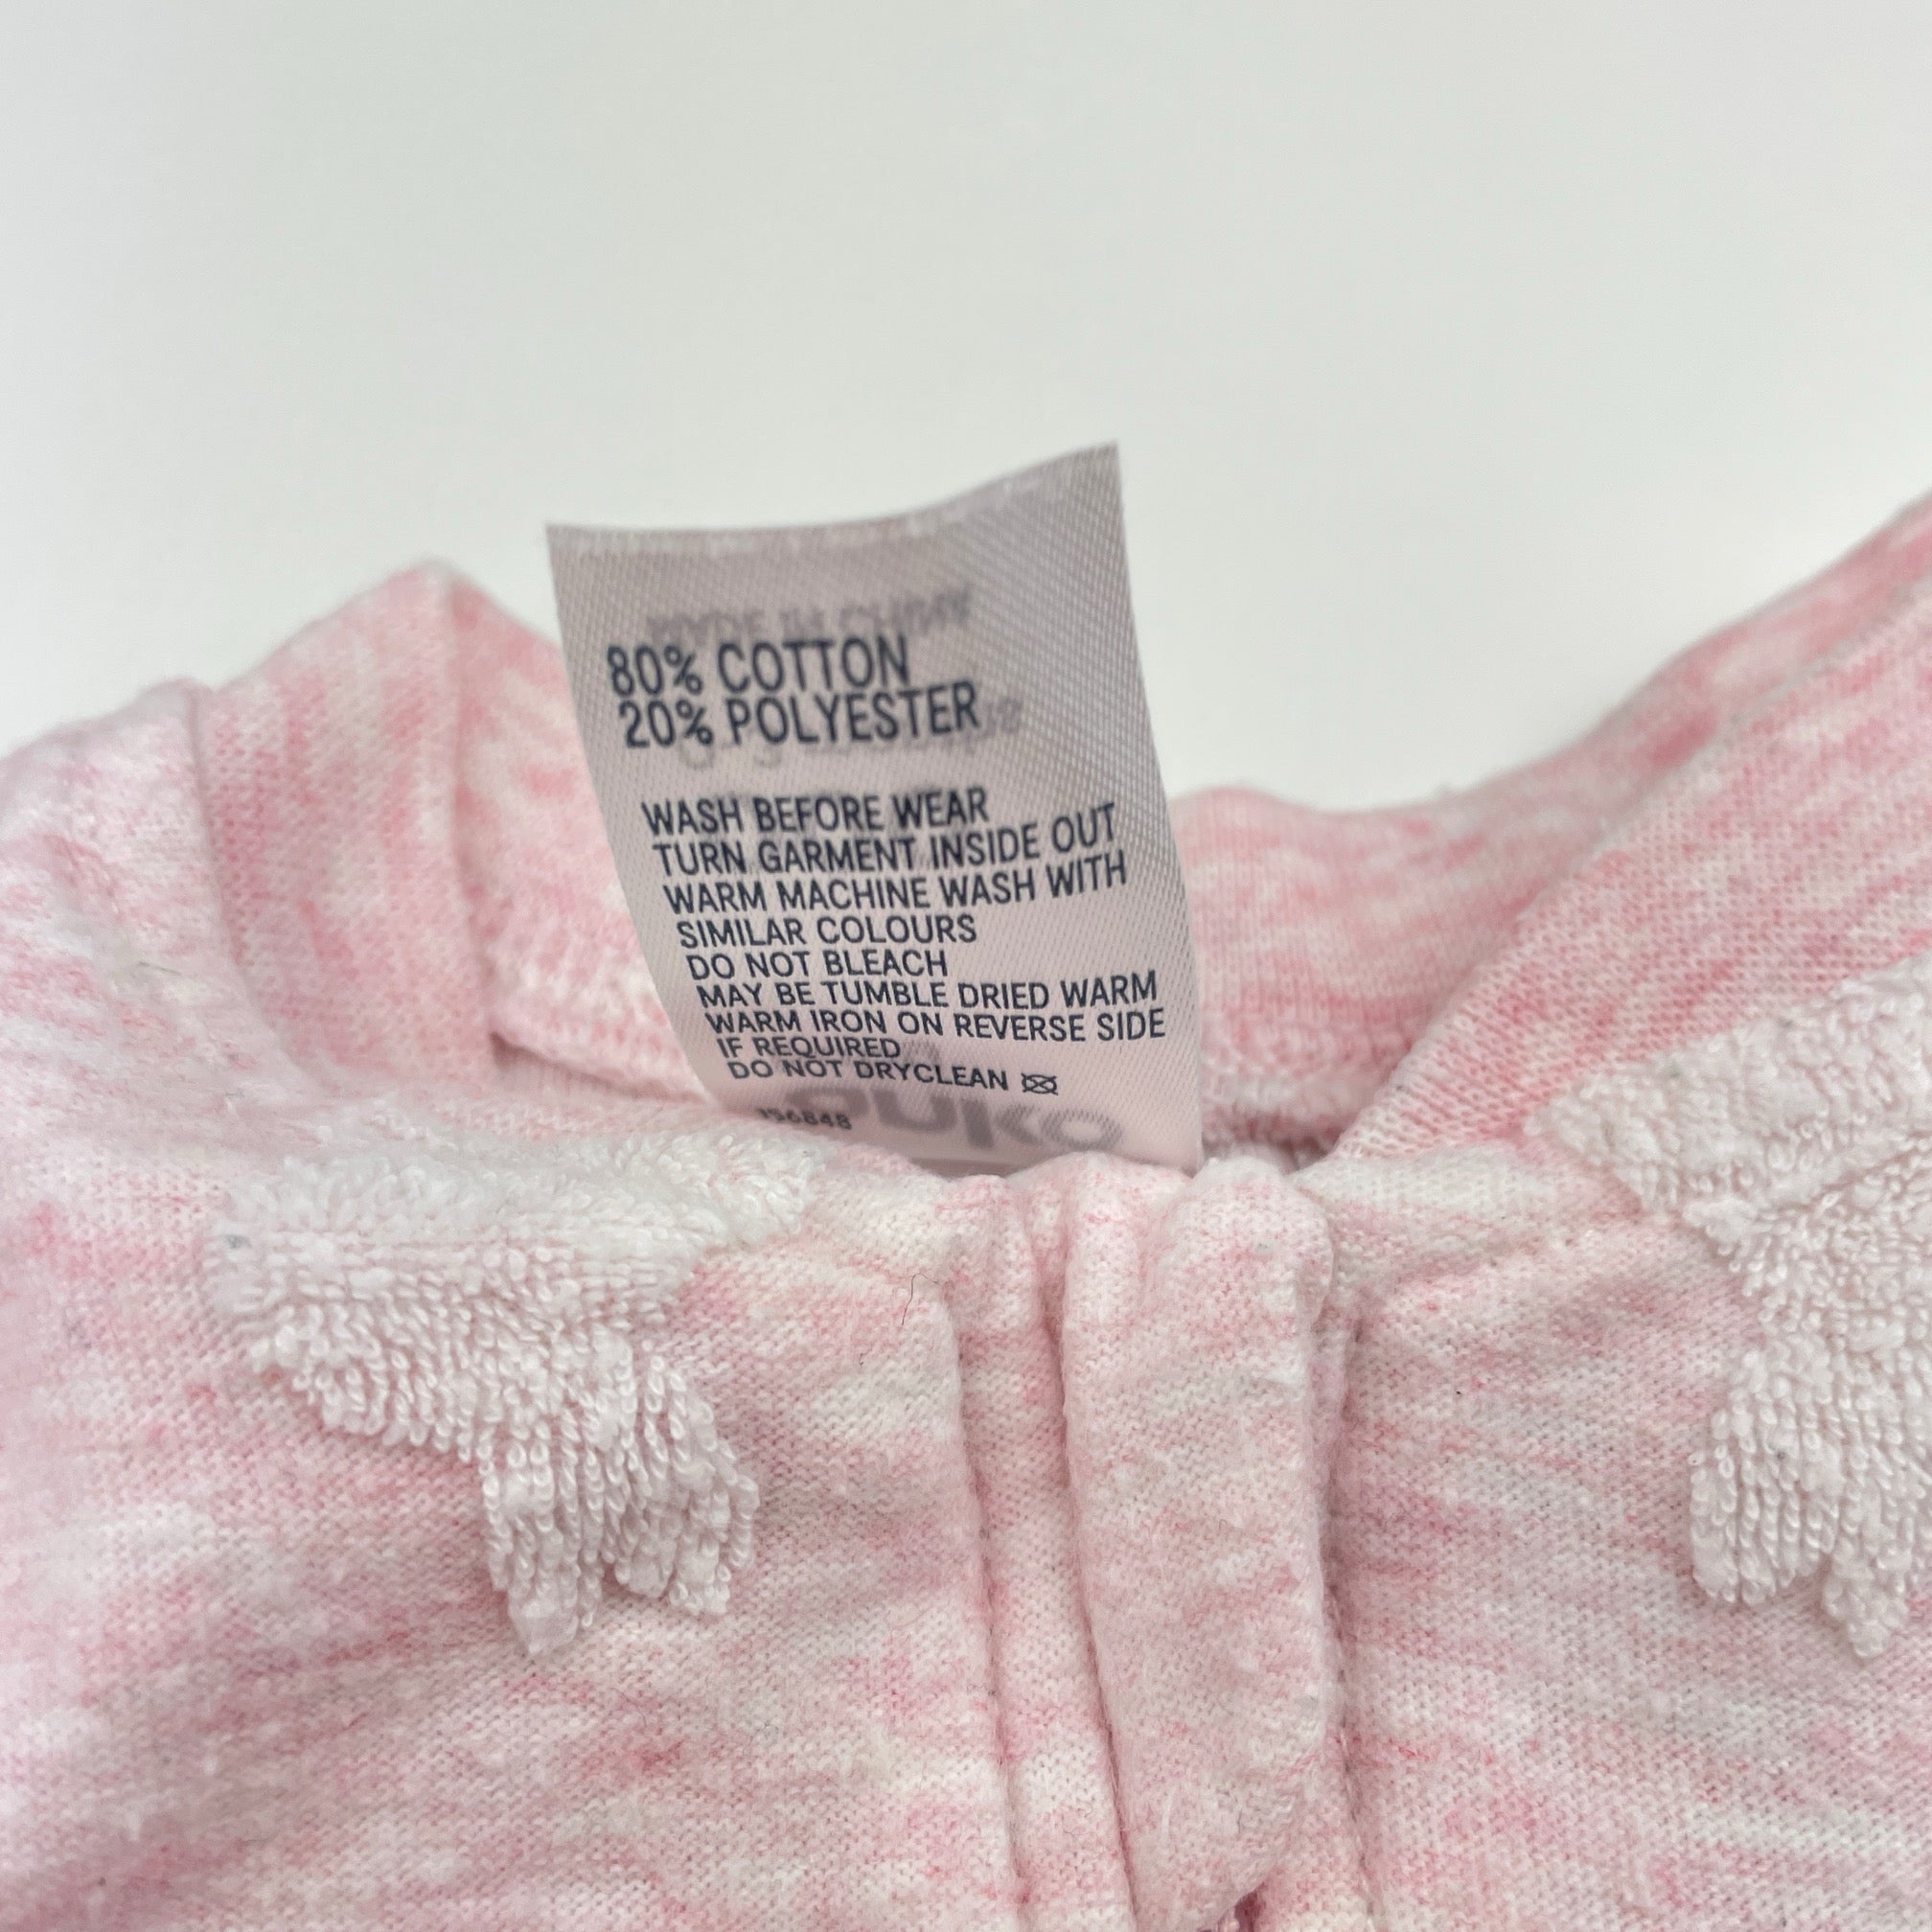 80% COTTON
20% POLYESTER
WASH BEFORE WEAR
TURN GARMENT INSIDE OUT
WARM MACHINE WASH WITH
SIMILAR COLOURS
DO NOT BLEACH
MAY BE TUMBLE DRIED WARM
WARM IRON ON REVERSE SIDE
IF REQUIRED
DO NOT DRYCLEAN